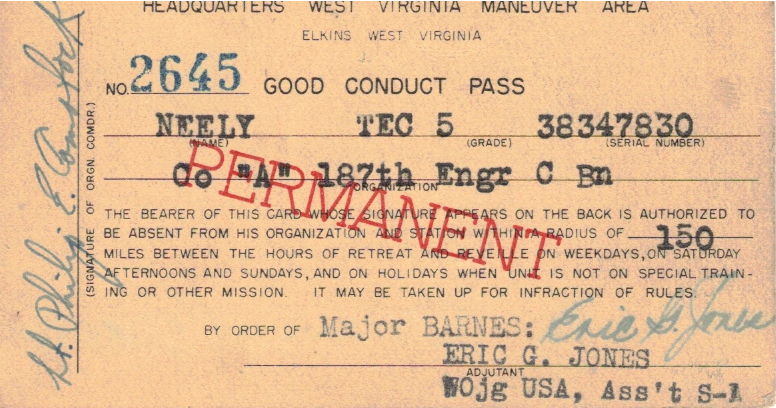 HEADQUARTERS WEST VIRGINIA MANEUVER AREA
ELKINS WEST VIRGINIA
NO. 2645 GOOD CONDUCT PASS
NEELY TEC 5 38347830
(NAME) (GRADE) (SERIAL NUMBER)
Co "A" 187th Engr C Bn
ORGANIZATION
PERMANENT
THE BEARER OF THIS CARD WHOSE SIGNATURE APPEARS ON THE BACK IS AUTHORIZED TO
BE ABSENT FROM HIS ORGANIZATION AND STATION WITHIN A RADIUS OF 150
MILES BETWEEN THE HOURS OF RETREAT AND REVEILLE ON WEEKDAYS, ON SATURDAY
AFTERNOONS AND SUNDAYS, AND ON HOLIDAYS WHEN UNIT IS NOT ON SPECIAL TRAIN-
ING OR OTHER MISSION. IT MAY BE TAKEN UP FOR INFRACTION OF RULES.
BY ORDER OF Major BARNES: Eric G. Jones
ERIC G. JONES
ADJUTANT
WOjg USA, Ass't S-1
Lt. Philip E. Comstock
(SIGNATURE OF ORGN. COMDR.)